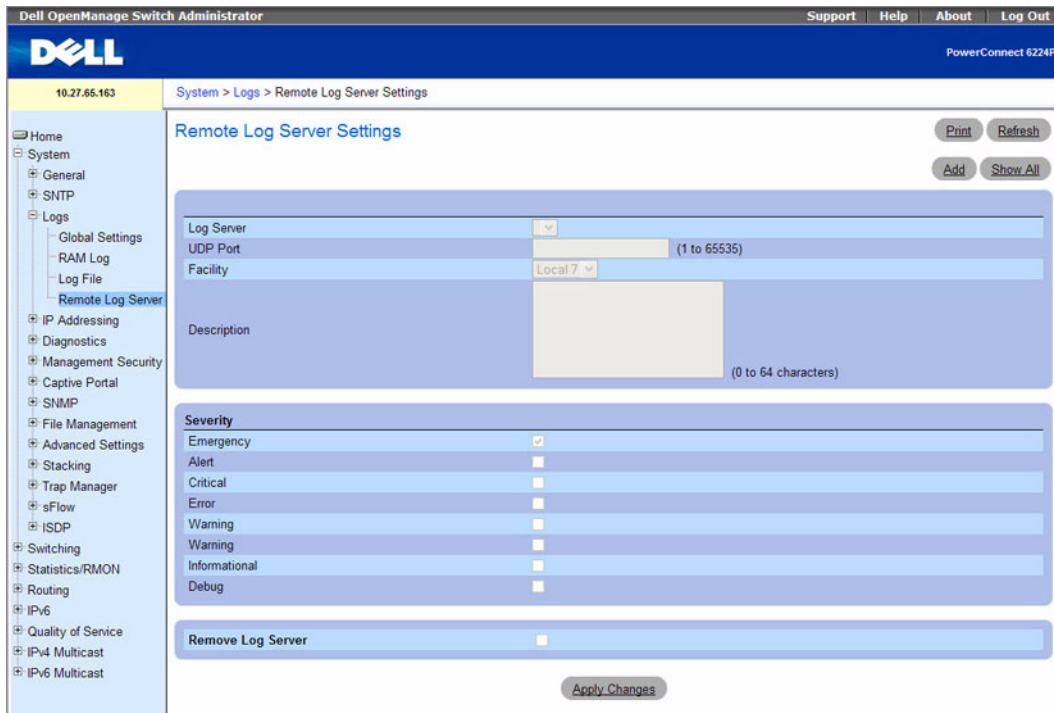 Dell OpenManage Switch Administrator
Support Help About Log Out
DELL
PowerConnect 6224P
10.27.65.163
System > Logs > Remote Log Server Settings
Home
System
General
SNTP
Logs
Global Settings
RAM Log
Log File
Remote Log Server
IP Addressing
Diagnostics
Management Security
Captive Portal
SNMP
File Management
Advanced Settings
Stacking
Trap Manager
sFlow
ISDP
Switching
Statistics/RMON
Routing
IPv6
Quality of Service
IPv4 Multicast
IPv6 Multicast
Remote Log Server Settings
Print Refresh
Add Show All
Log Server
UDP Port (1 to 65535)
Facility Local 7
Description
(0 to 64 characters)
Severity
Emergency
Alert
Critical
Error
Warning
Warning
Informational
Debug
Remove Log Server
Apply Changes